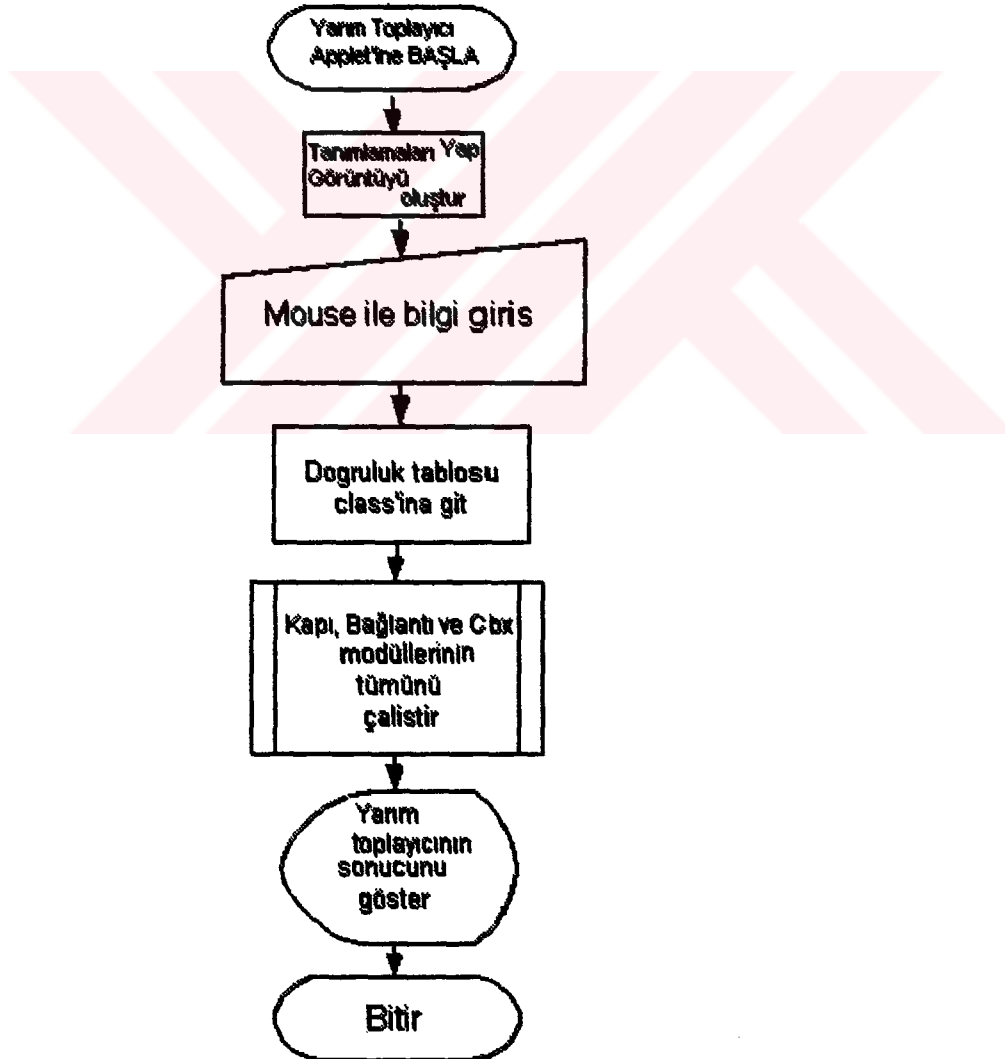 Yarım Toplayıcı
Applet'ine BAŞLA
Tanımlamaları Yap
Görüntüyü
oluştur
Mouse ile bilgi giris
Dogruluk tablosu
class'ina git
Kapı, Bağlantı ve Cbx
modüllerinin
tümünü
çalistir
Yarım
toplayıcının
sonucunu
göster
Bitir